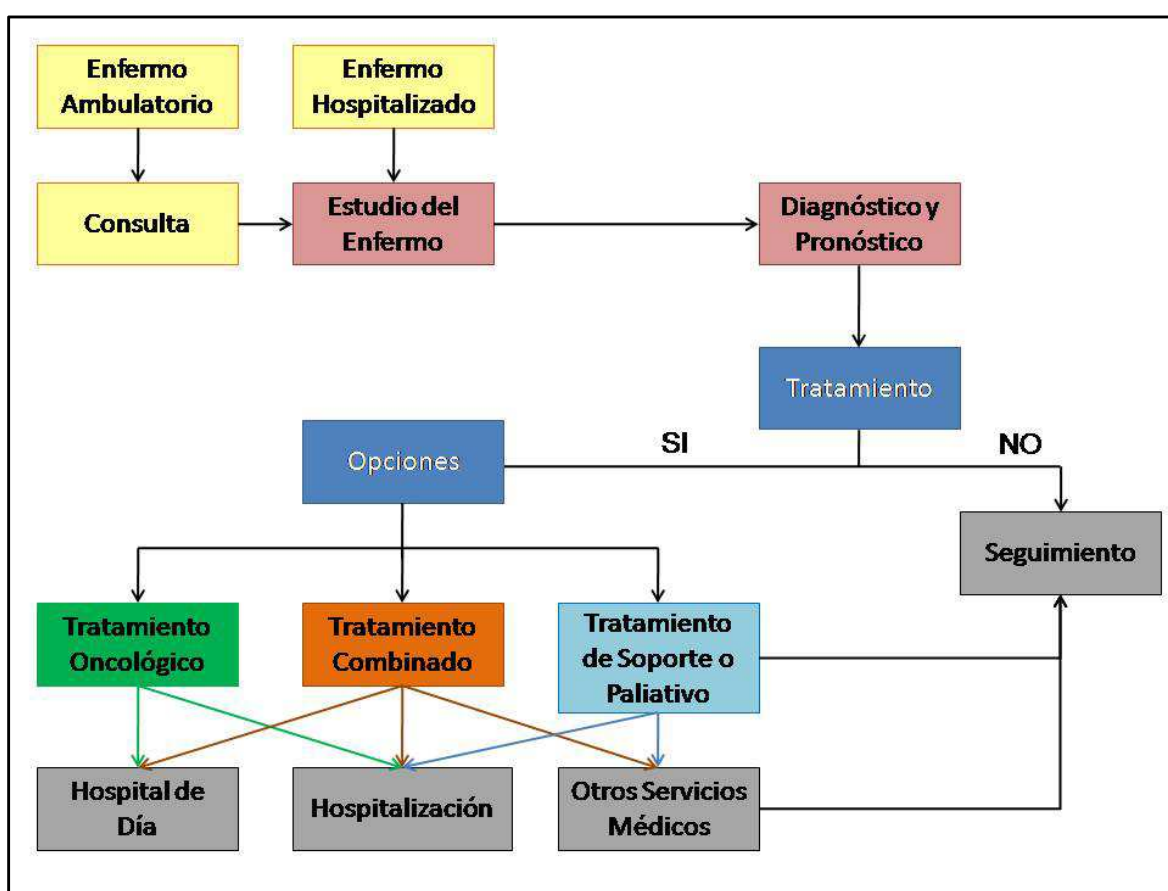 Enfermo
Ambulatorio
Enfermo
Hospitalizado
Consulta
Estudio del
Enfermo
Diagnóstico y
Pronóstico
Tratamiento
SI
NO
Opciones
Seguimiento
Tratamiento
Oncológico
Tratamiento
Combinado
Tratamiento
de Soporte o
Paliativo
Hospital de
Día
Hospitalización
Otros Servicios
Médicos